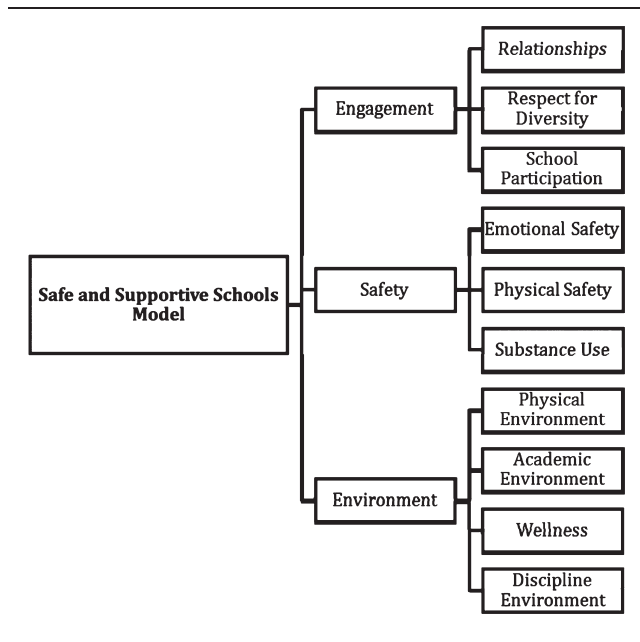 Relationships
Engagement
Respect for
Diversity
School
Participation
Safe and Supportive Schools
Model
Safety
Emotional Safety
Physical Safety
Substance Use
Environment
Physical
Environment
Academic
Environment
Wellness
Discipline
Environment